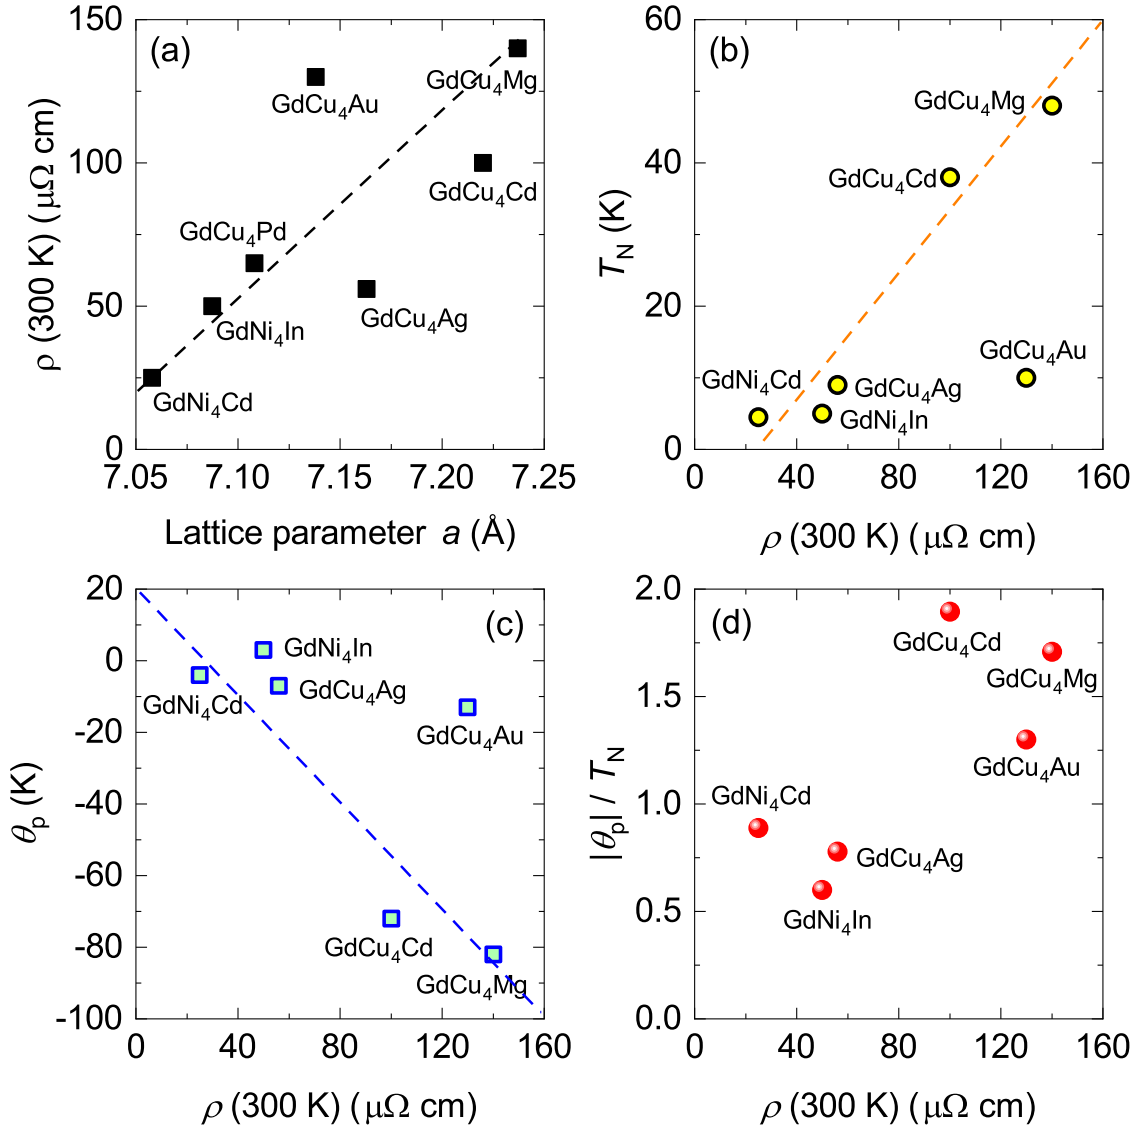 (a)
150
100
50
0
ρ (300 K) (μΩ cm)
GdCu₄Mg
GdCu₄Au
GdCu₄Cd
GdCu₄Pd
GdNi₄In
GdCu₄Ag
GdNi₄Cd
7.05 7.10 7.15 7.20 7.25
Lattice parameter a (Å)
(b)
60
40
20
0
T_N (K)
GdCu₄Mg
GdCu₄Cd
GdCu₄Au
GdNi₄Cd
GdCu₄Ag
GdNi₄In
0 40 80 120 160
ρ (300 K) (μΩ cm)
(c)
20
0
-20
-40
-60
-80
-100
θ_p (K)
GdNi₄In
GdCu₄Ag
GdNi₄Cd
GdCu₄Au
GdCu₄Cd
GdCu₄Mg
0 40 80 120 160
ρ (300 K) (μΩ cm)
(d)
2.0
1.5
1.0
0.5
0.0
|θ_p| / T_N
GdCu₄Cd
GdCu₄Mg
GdCu₄Au
GdNi₄Cd
GdCu₄Ag
GdNi₄In
0 40 80 120 160
ρ (300 K) (μΩ cm)